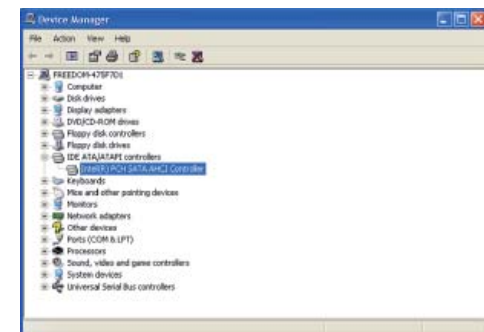 Device Manager
File Action View Help
FREEDOM-475F7D1
Computer
Disk drives
Display adapters
DVD/CD-ROM drives
Floppy disk controllers
Floppy disk drives
IDE ATA/ATAPI controllers
Intel(R) PCH SATA AHCI Controller
Keyboards
Mice and other pointing devices
Monitors
Network adapters
Other devices
Ports (COM & LPT)
Processors
Sound, video and game controllers
System devices
Universal Serial Bus controllers